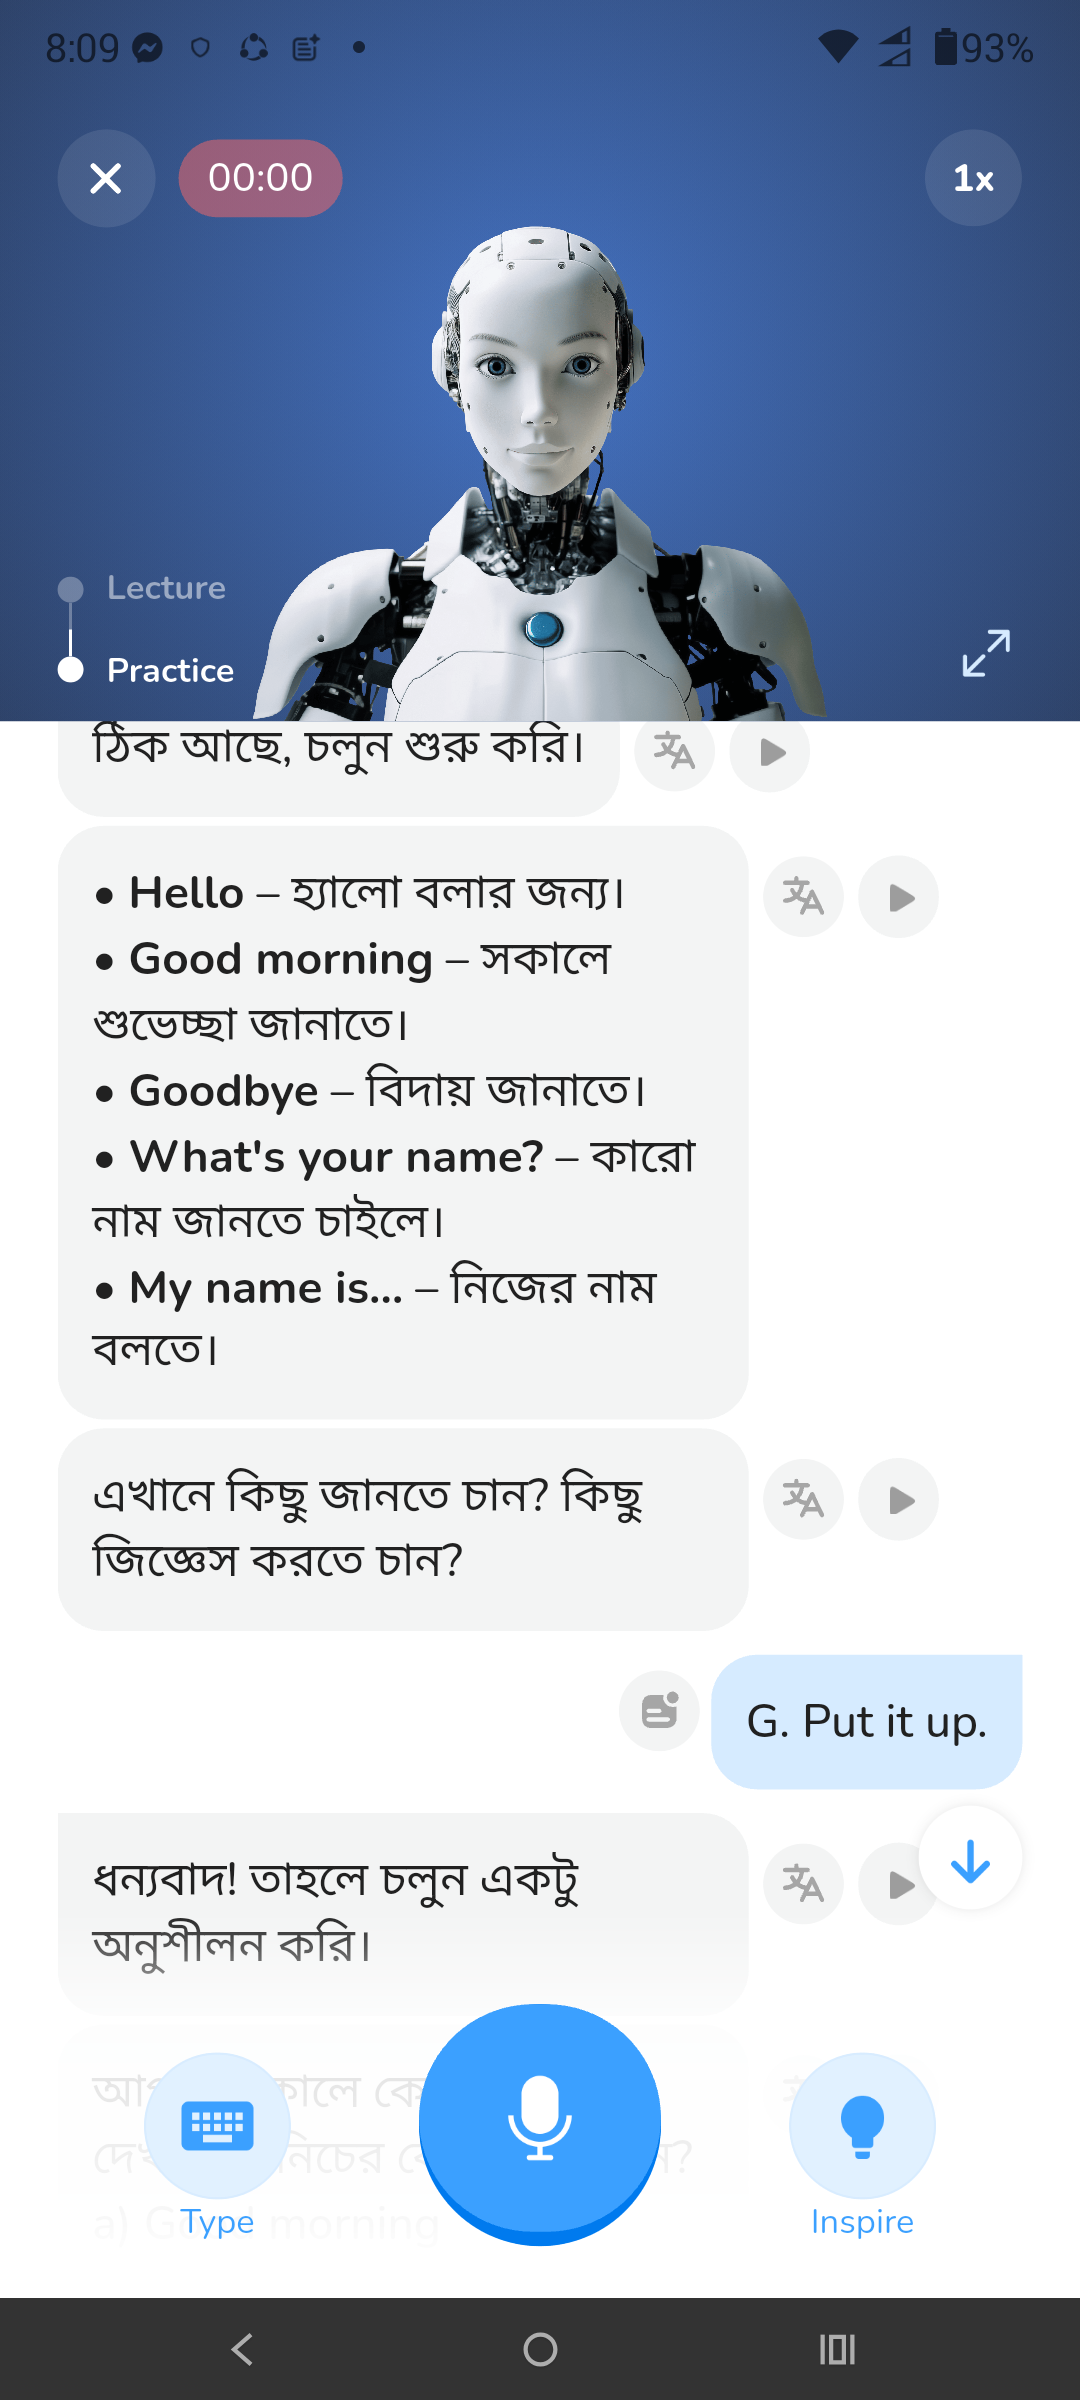 8:09
93%
00:00
1x
Lecture
Practice
ঠিক আছে, চলুন শুরু করি।
• Hello – হ্যালো বলার জন্য।
• Good morning – সকালে
শুভেচ্ছা জানাতে।
• Goodbye – বিদায় জানাতে।
• What's your name? – কারো
নাম জানতে চাইলে।
• My name is... – নিজের নাম
বলতে।
এখানে কিছু জানতে চান? কিছু
জিজ্ঞেস করতে চান?
G. Put it up.
ধন্যবাদ! তাহলে চলুন একটু
অনুশীলন করি।
a) Good morning
Type
Inspire